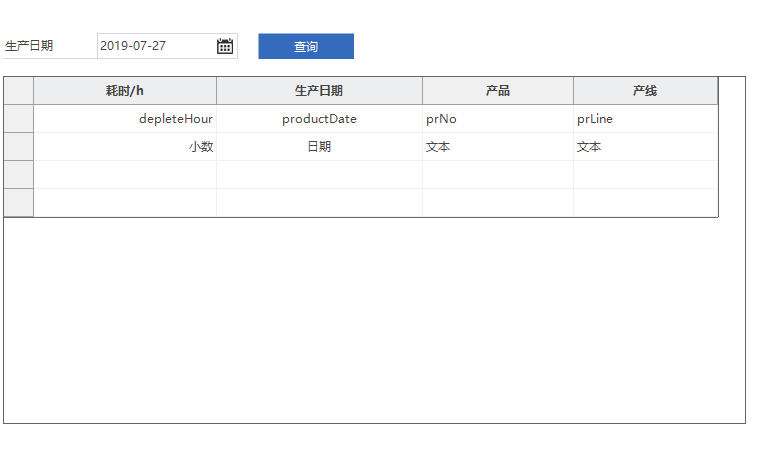 生产日期 2019-07-27 查询
耗时/h 生产日期 产品 产线
depleteHour productDate prNo prLine
小数 日期 文本 文本